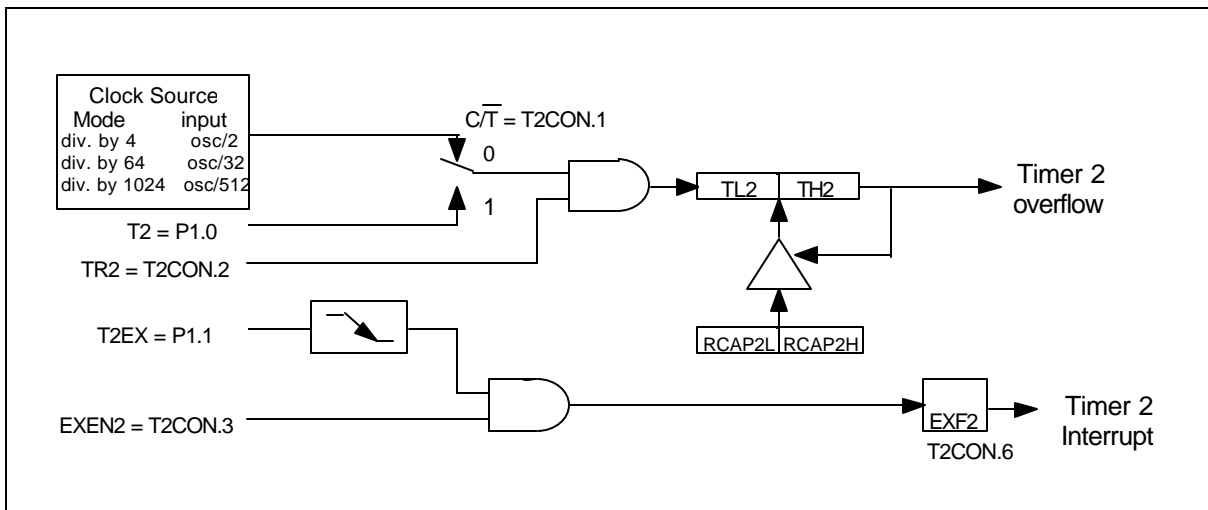 Clock Source
Mode input
div. by 4 osc/2
div. by 64 osc/32
div. by 1024 osc/512
C/T̅ = T2CON.1
0
1
T2 = P1.0
TR2 = T2CON.2
TL2 TH2
Timer 2
overflow
T2EX = P1.1
RCAP2L RCAP2H
EXEN2 = T2CON.3
EXF2
T2CON.6
Timer 2
Interrupt